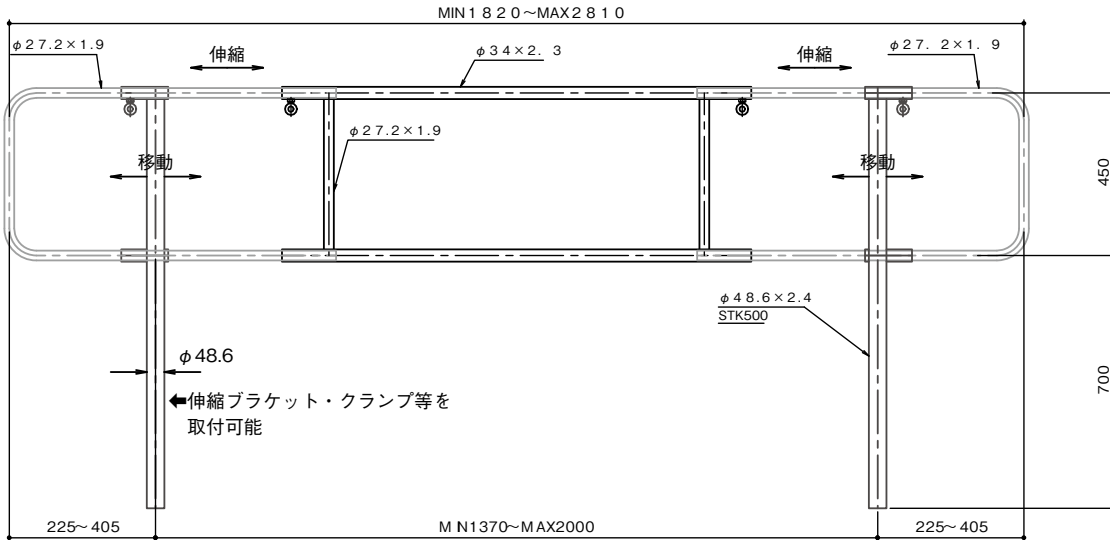 MIN1820～MAX2810
φ27.2×1.9
伸縮
φ34×2.3
伸縮
φ27.2×1.9
φ27.2×1.9
移動
移動
450
φ48.6×2.4
STK500
φ48.6
700
⬅伸縮ブラケット・クランプ等を
取付可能
225～405
M N1370～MAX2000
225～405